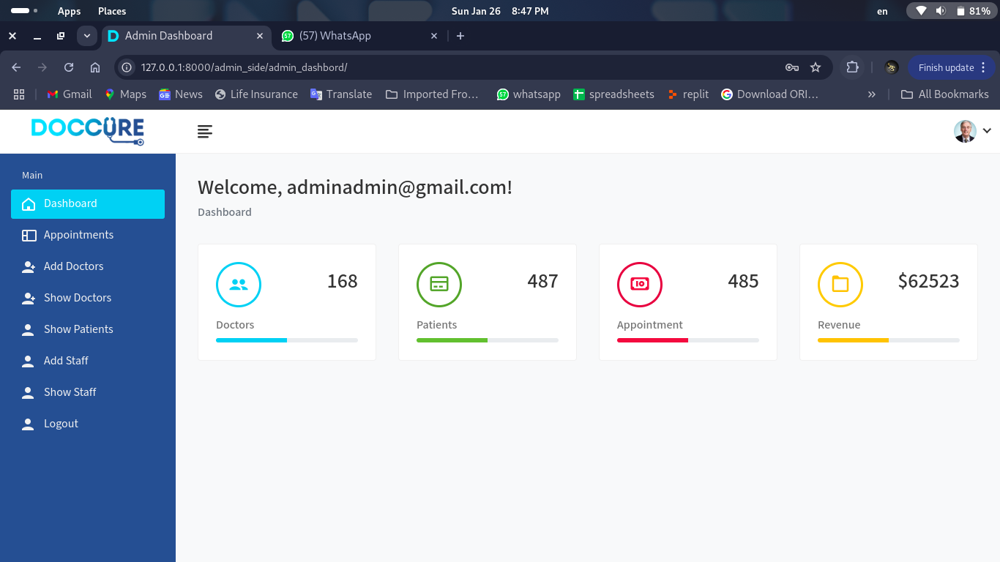 Apps Places Sun Jan 26 8:47 PM en 81%
Admin Dashboard (57) WhatsApp
127.0.0.1:8000/admin_side/admin_dashbord/ Finish update
Gmail Maps News Life Insurance Translate Imported Fro... whatsapp spreadsheets replit Download ORI... » All Bookmarks
DOCCURE
Main
Dashboard
Appointments
Add Doctors
Show Doctors
Show Patients
Add Staff
Show Staff
Logout
Welcome, adminadmin@gmail.com!
Dashboard
168
Doctors
487
Patients
485
Appointment
$62523
Revenue